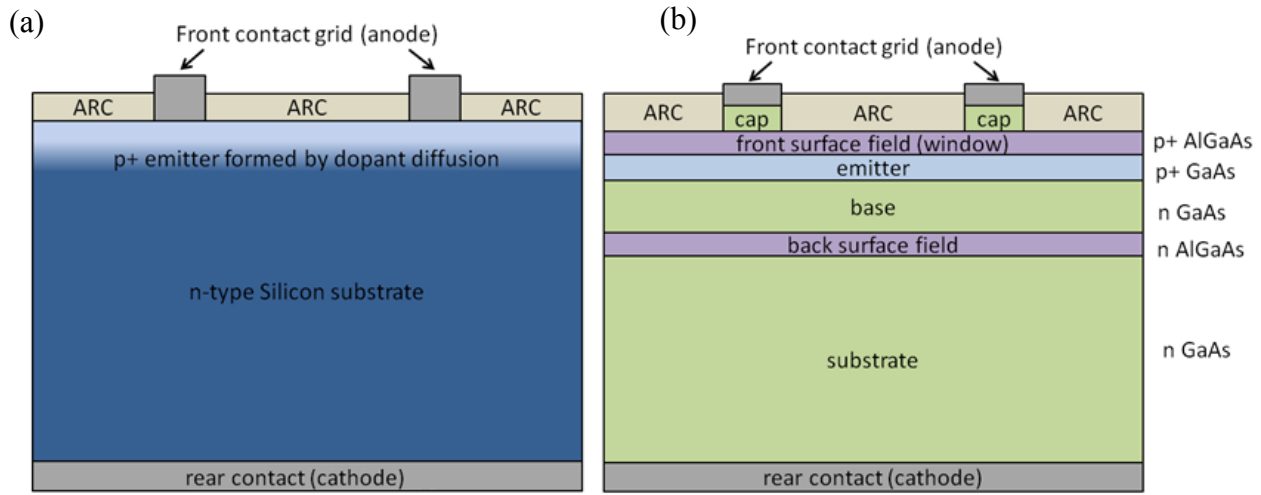 (a)
Front contact grid (anode)
ARC
ARC
ARC
p+ emitter formed by dopant diffusion
n-type Silicon substrate
rear contact (cathode)
(b)
Front contact grid (anode)
ARC
cap
ARC
cap
ARC
front surface field (window)
p+ AlGaAs
emitter
p+ GaAs
base
n GaAs
back surface field
n AlGaAs
substrate
n GaAs
rear contact (cathode)